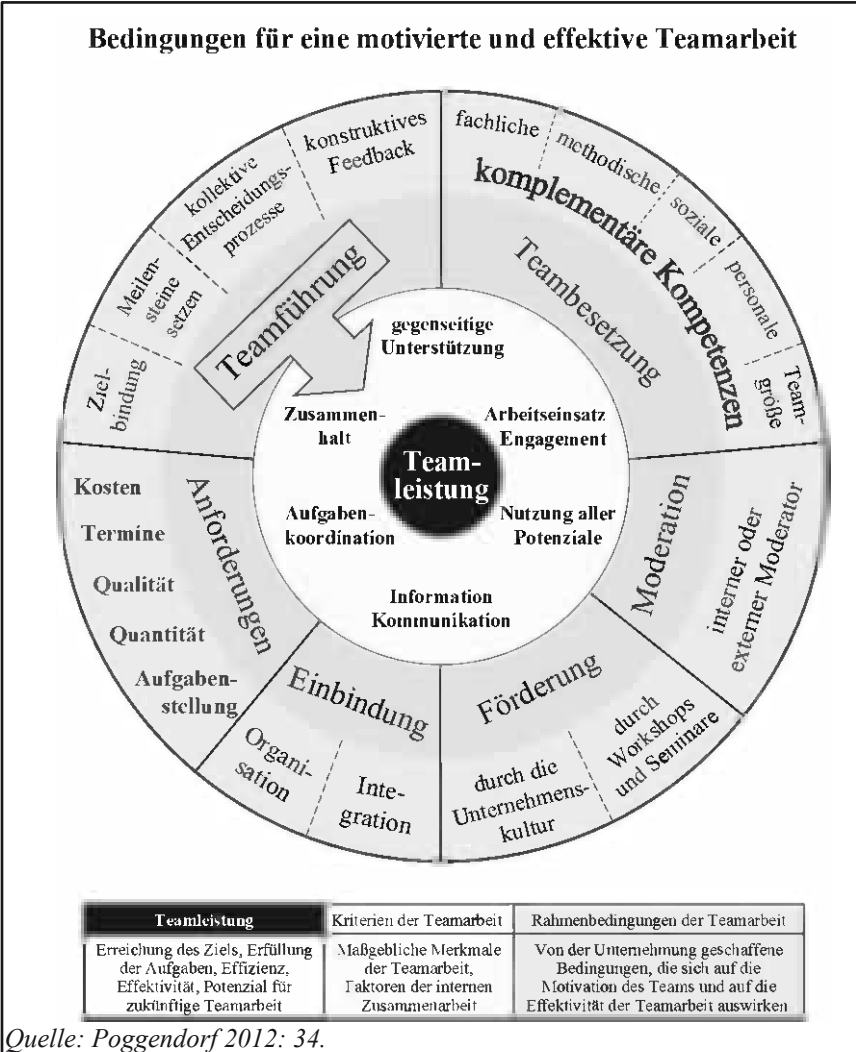 Bedingungen für eine motivierte und effektive Teamarbeit
fachliche
methodische
soziale
personale
Team-
größe
komplementäre Kompetenzen
Teambesetzung
Moderation
interner oder
externer Moderator
Förderung
durch
Workshops
und Seminare
durch die
Unternehmens-
kultur
Einbindung
Inte-
gration
Organi-
sation
Anforderungen
Kosten
Termine
Qualität
Quantität
Aufgaben-
stellung
Teamführung
Ziel-
bindung
Meilen-
steine
setzen
kollektive
Entscheidungs-
prozesse
konstruktives
Feedback
gegenseitige
Unterstützung
Zusammen-
halt
Arbeitseinsatz
Engagement
Team-
leistung
Aufgaben-
koordination
Nutzung aller
Potenziale
Information
Kommunikation
Teamleistung
Erreichung des Ziels, Erfüllung
der Aufgaben, Effizienz,
Effektivität, Potenzial für
zukünftige Teamarbeit
Kriterien der Teamarbeit
Maßgebliche Merkmale
der Teamarbeit,
Faktoren der internen
Zusammenarbeit
Rahmenbedingungen der Teamarbeit
Von der Unternehmung geschaffene
Bedingungen, die sich auf die
Motivation des Teams und auf die
Effektivität der Teamarbeit auswirken
Quelle: Poggendorf 2012: 34.